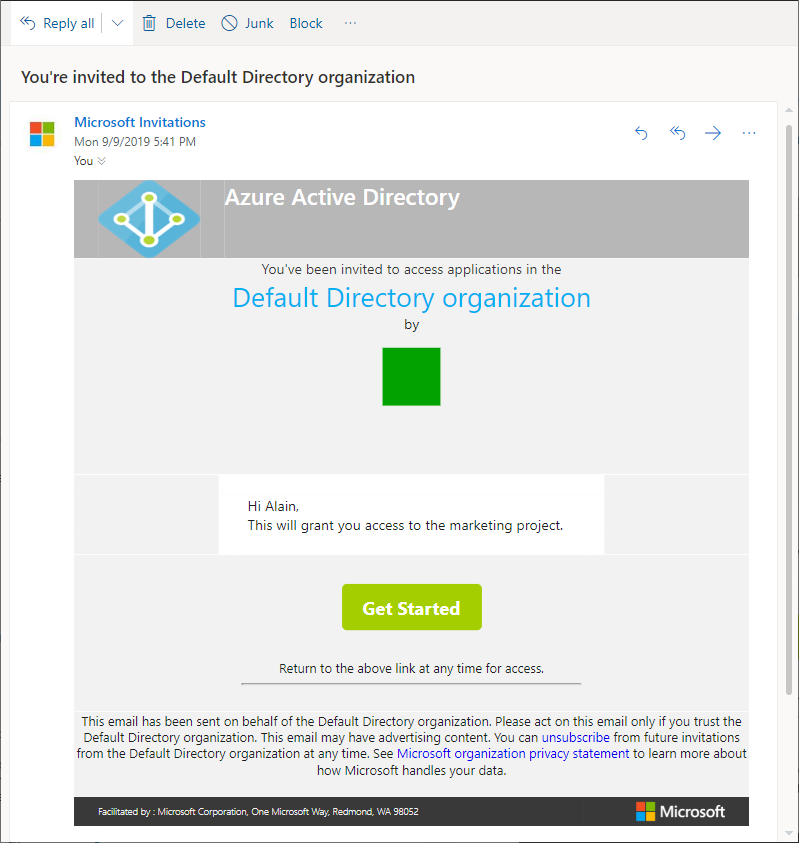 Reply all
Delete
Junk
Block
You're invited to the Default Directory organization
Microsoft Invitations
Mon 9/9/2019 5:41 PM
You
Azure Active Directory
You've been invited to access applications in the
Default Directory organization
by
Hi Alain,
This will grant you access to the marketing project.
Get Started
Return to the above link at any time for access.
This email has been sent on behalf of the Default Directory organization. Please act on this email only if you trust the
Default Directory organization. This email may have advertising content. You can unsubscribe from future invitations
from the Default Directory organization at any time. See Microsoft organization privacy statement to learn more about
how Microsoft handles your data.
Facilitated by : Microsoft Corporation, One Microsoft Way, Redmond, WA 98052
Microsoft